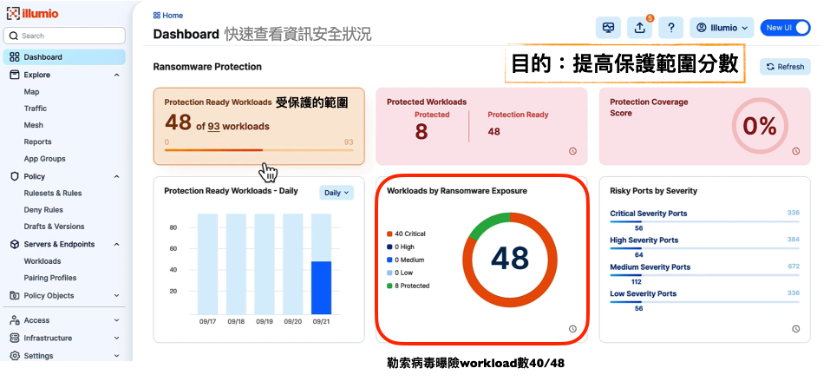 illumio
Search
Dashboard
Explore
Map
Traffic
Mesh
Reports
App Groups
Policy
Rulesets & Rules
Deny Rules
Drafts & Versions
Servers & Endpoints
Workloads
Pairing Profiles
Policy Objects
Access
Infrastructure
Settings
Home
Dashboard 快速查看資訊安全狀況
5
?
Illumio
New UI
Ransomware Protection
目的：提高保護範圍分數
Refresh
Protection Ready Workloads 受保護的範圍
48 of 93 workloads
0 93
Protected Workloads
Protected Protection Ready
8 48
Protection Coverage
Score
0%
Protection Ready Workloads - Daily
Daily
80
60
40
20
09/17 09/18 09/19 09/20 09/21
Workloads by Ransomware Exposure
40 Critical
0 High
0 Medium
0 Low
8 Protected
48
Risky Ports by Severity
Critical Severity Ports 336
56
High Severity Ports 384
64
Medium Severity Ports 672
112
Low Severity Ports 336
56
勒索病毒曝險workload數40/48